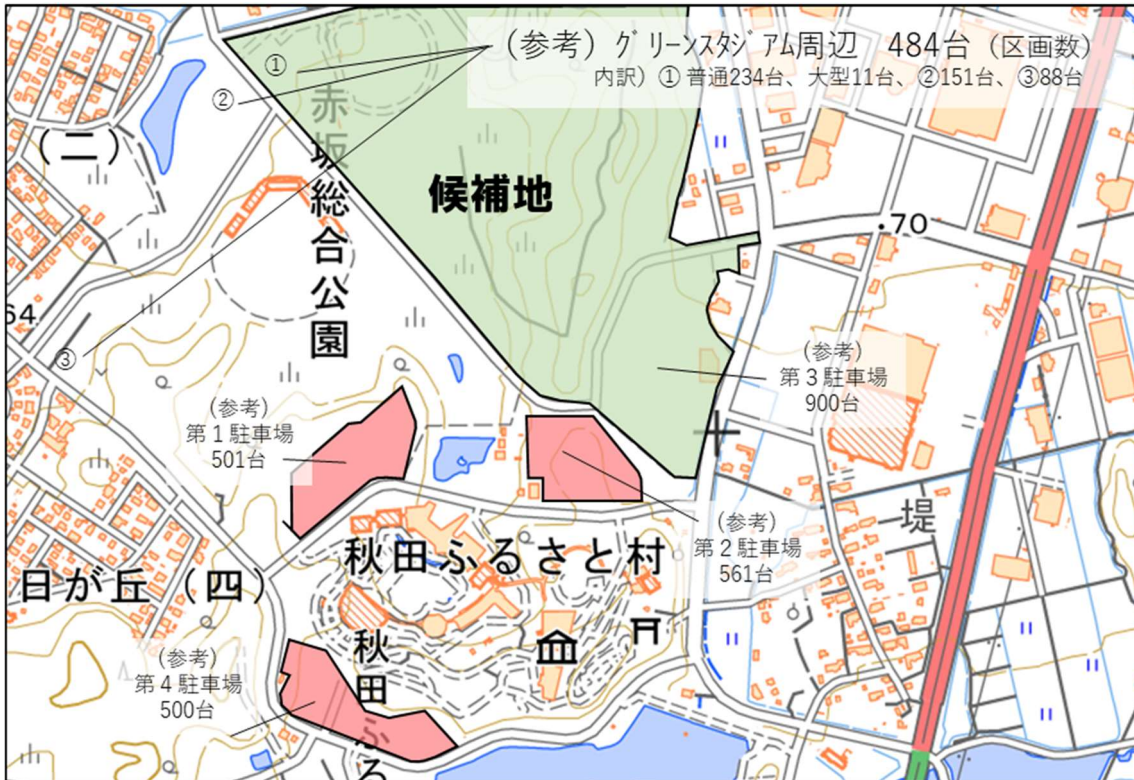 (参考) グリーンスタジアム周辺 484台 (区画数)
内訳) ① 普通234台、大型11台、②151台、③88台
①
②
(二)
赤坂総合公園
候補地
.70
64
③
(参考)
第3駐車場
900台
(参考)
第1駐車場
501台
(参考)
第2駐車場
561台
堤
秋田ふるさと村
日が丘 (四)
秋田ふる
(参考)
第4駐車場
500台